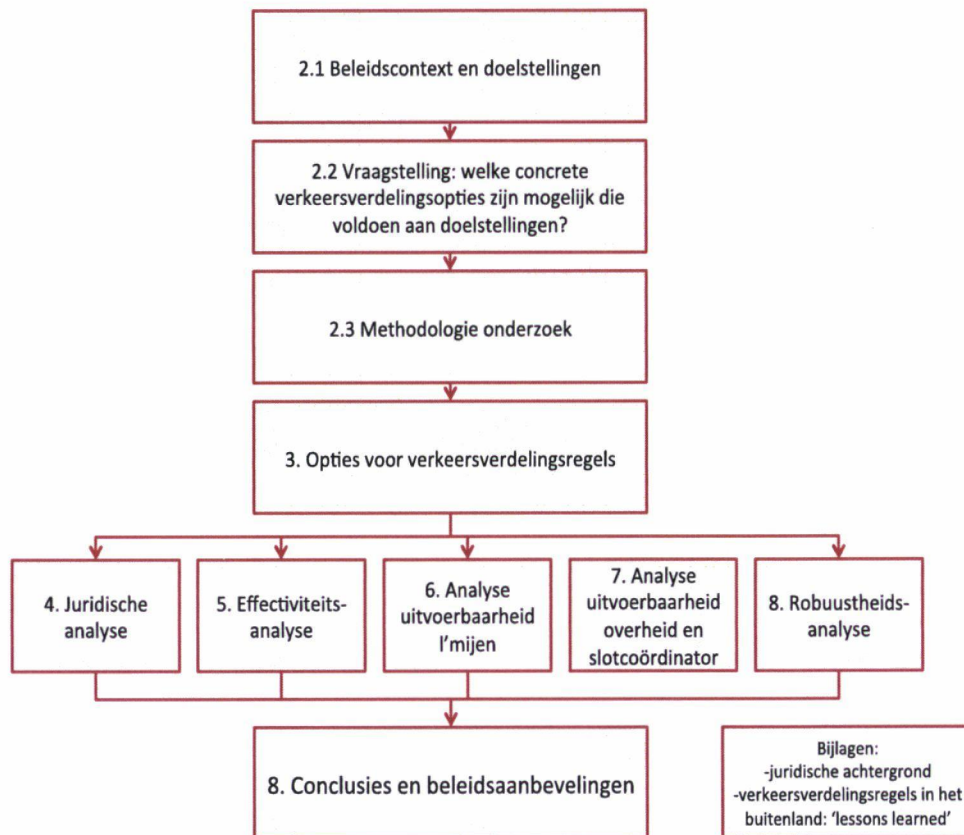 2.1 Beleidscontext en doelstellingen
2.2 Vraagstelling: welke concrete
verkeersverdelingsopties zijn mogelijk die
voldoen aan doelstellingen?
2.3 Methodologie onderzoek
3. Opties voor verkeersverdelingsregels
4. Juridische
analyse
5. Effectiviteits-
analyse
6. Analyse
uitvoerbaarheid
l'mijen
7. Analyse
uitvoerbaarheid
overheid en
slotcoördinator
8. Robuustheids-
analyse
8. Conclusies en beleidsaanbevelingen
Bijlagen:
-juridische achtergrond
-verkeersverdelingsregels in het
buitenland: ‘lessons learned’